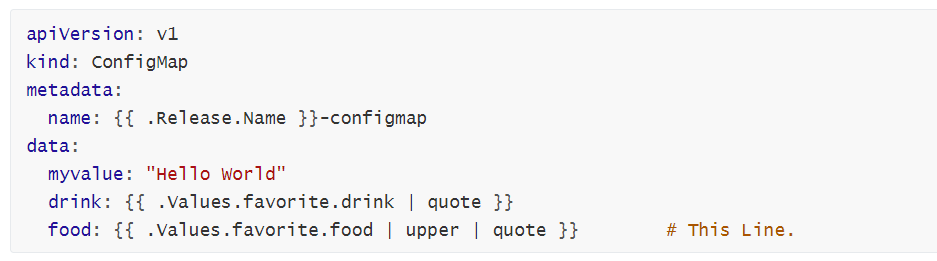 apiVersion: v1
kind: ConfigMap
metadata:
  name: {{ .Release.Name }}-configmap
data:
  myvalue: "Hello World"
  drink: {{ .Values.favorite.drink | quote }}
  food: {{ .Values.favorite.food | upper | quote }}        # This Line.